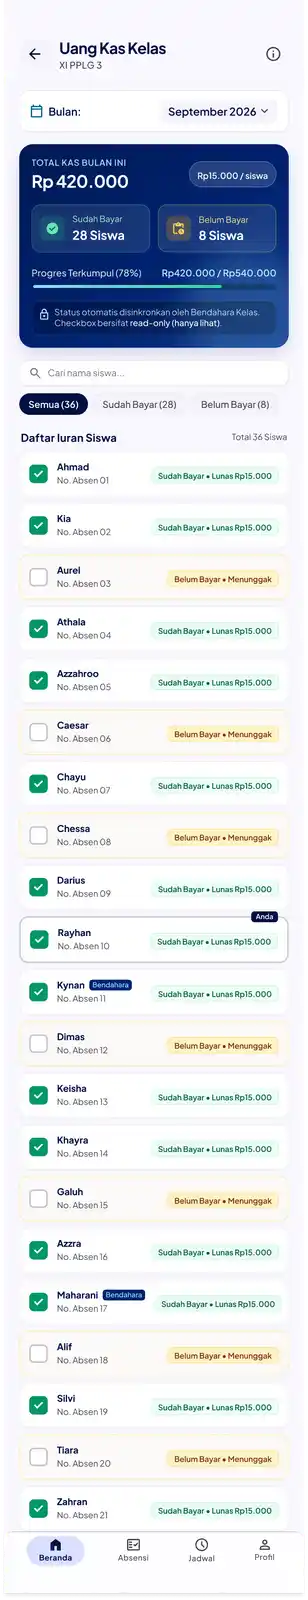 Uang Kas Kelas
XI PPLG 3
Bulan:
September 2026
TOTAL KAS BULAN INI
Rp 420.000
Rp15.000 / siswa
Sudah Bayar
28 Siswa
Belum Bayar
8 Siswa
Progres Terkumpul (78%)
Rp420.000 / Rp540.000
Status otomatis disinkronkan oleh Bendahara Kelas.
Checkbox bersifat read-only (hanya lihat).
Cari nama siswa...
Semua (36)
Sudah Bayar (28)
Belum Bayar (8)
Daftar Iuran Siswa
Total 36 Siswa
Ahmad
No. Absen 01
Sudah Bayar • Lunas Rp15.000
Kia
No. Absen 02
Sudah Bayar • Lunas Rp15.000
Aurel
No. Absen 03
Belum Bayar • Menunggak
Athala
No. Absen 04
Sudah Bayar • Lunas Rp15.000
Azzahroo
No. Absen 05
Sudah Bayar • Lunas Rp15.000
Caesar
No. Absen 06
Belum Bayar • Menunggak
Chayu
No. Absen 07
Sudah Bayar • Lunas Rp15.000
Chessa
No. Absen 08
Belum Bayar • Menunggak
Darius
No. Absen 09
Sudah Bayar • Lunas Rp15.000
Anda
Rayhan
No. Absen 10
Sudah Bayar • Lunas Rp15.000
Kynan Bendahara
No. Absen 11
Sudah Bayar • Lunas Rp15.000
Dimas
No. Absen 12
Belum Bayar • Menunggak
Keisha
No. Absen 13
Sudah Bayar • Lunas Rp15.000
Khayra
No. Absen 14
Sudah Bayar • Lunas Rp15.000
Galuh
No. Absen 15
Belum Bayar • Menunggak
Azzra
No. Absen 16
Sudah Bayar • Lunas Rp15.000
Maharani Bendahara
No. Absen 17
Sudah Bayar • Lunas Rp15.000
Alif
No. Absen 18
Belum Bayar • Menunggak
Silvi
No. Absen 19
Sudah Bayar • Lunas Rp15.000
Tiara
No. Absen 20
Belum Bayar • Menunggak
Zahran
No. Absen 21
Sudah Bayar • Lunas Rp15.000
Beranda
Absensi
Jadwal
Profil